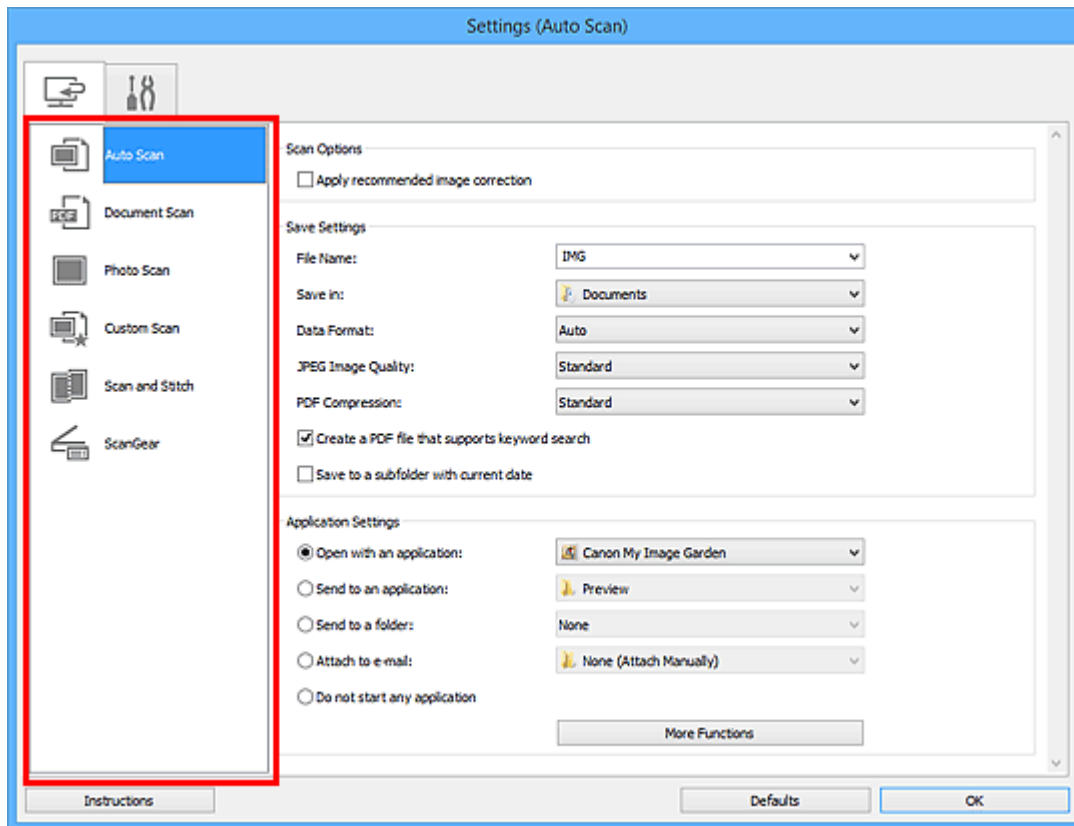 Settings (Auto Scan)
Auto Scan
PDF Document Scan
Photo Scan
Custom Scan
Scan and Stitch
ScanGear
Scan Options
Apply recommended image correction
Save Settings
File Name: IMG
Save in: Documents
Data Format: Auto
JPEG Image Quality: Standard
PDF Compression: Standard
Create a PDF file that supports keyword search
Save to a subfolder with current date
Application Settings
Open with an application: Canon My Image Garden
Send to an application: Preview
Send to a folder: None
Attach to e-mail: None (Attach Manually)
Do not start any application
More Functions
Instructions Defaults OK